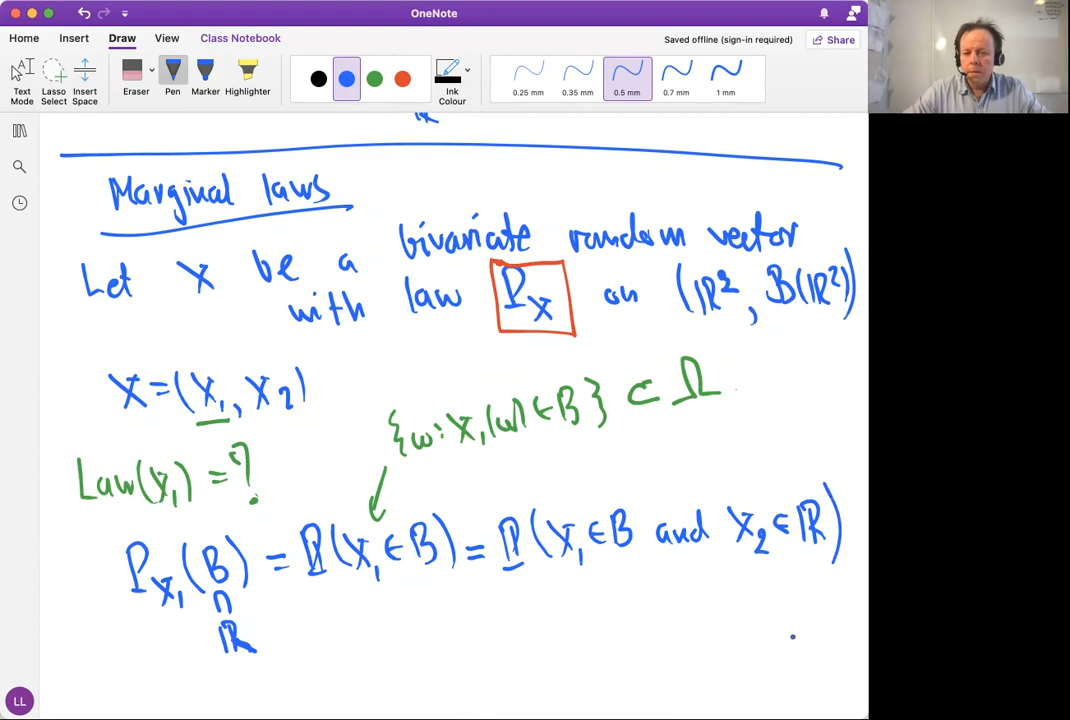 OneNote
Home Insert Draw View Class Notebook
Saved offline (sign-in required) Share
Text Mode
Lasso Select
Insert Space
Eraser
Pen
Marker
Highlighter
Ink Colour
0.25 mm 0.35 mm 0.5 mm 0.7 mm 1 mm
ℝ
Marginal laws
Let X be a bivariate random vector
with law P_X on (ℝ², B(ℝ²))
X = (X₁, X₂)
{ω: X₁(ω) ∈ B} ⊂ Ω
Law(X₁) = ?
P_X₁(B) = ℙ(X₁ ∈ B) = ℙ(X₁ ∈ B and X₂ ∈ ℝ)
∩
ℝ
LL